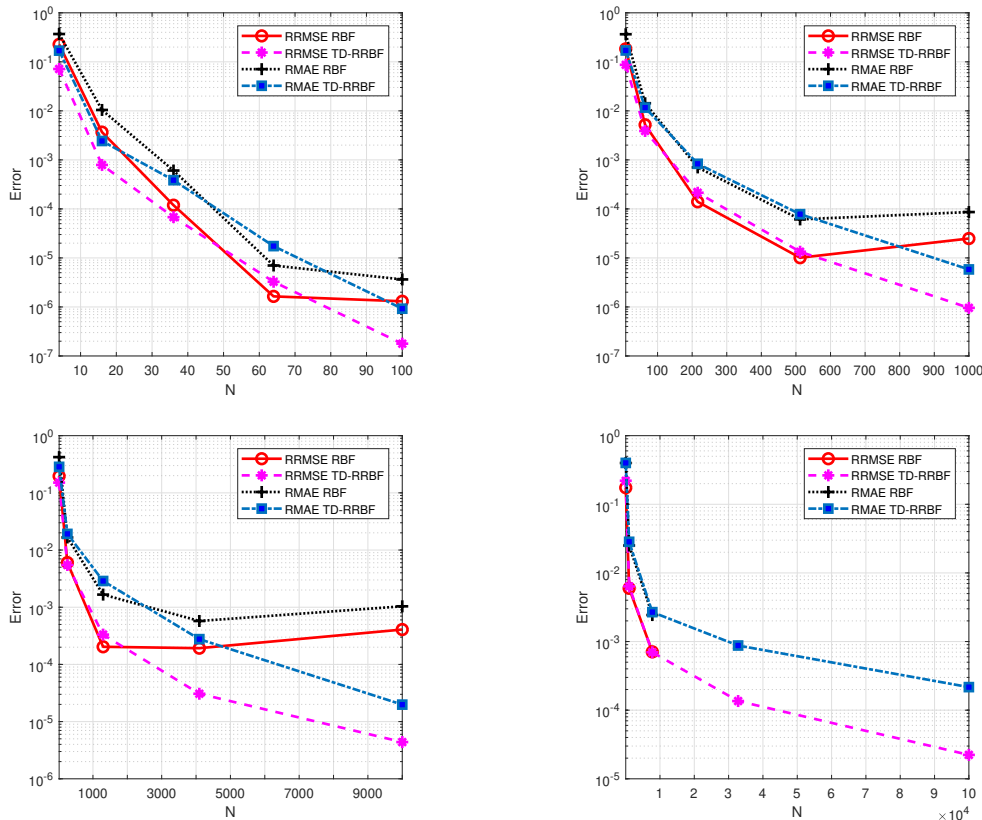 10^0
10^-1
10^-2
10^-3
10^-4
10^-5
10^-6
10^-7
Error
10 20 30 40 50 60 70 80 90 100
N
RRMSE RBF
RRMSE TD-RRBF
RMAE RBF
RMAE TD-RRBF
10^0
10^-1
10^-2
10^-3
10^-4
10^-5
10^-6
10^-7
Error
100 200 300 400 500 600 700 800 900 1000
N
RRMSE RBF
RRMSE TD-RRBF
RMAE RBF
RMAE TD-RRBF
10^0
10^-1
10^-2
10^-3
10^-4
10^-5
10^-6
Error
1000 3000 5000 7000 9000
N
RRMSE RBF
RRMSE TD-RRBF
RMAE RBF
RMAE TD-RRBF
10^0
10^-1
10^-2
10^-3
10^-4
10^-5
Error
1 2 3 4 5 6 7 8 9 10
N
×10^4
RRMSE RBF
RRMSE TD-RRBF
RMAE RBF
RMAE TD-RRBF